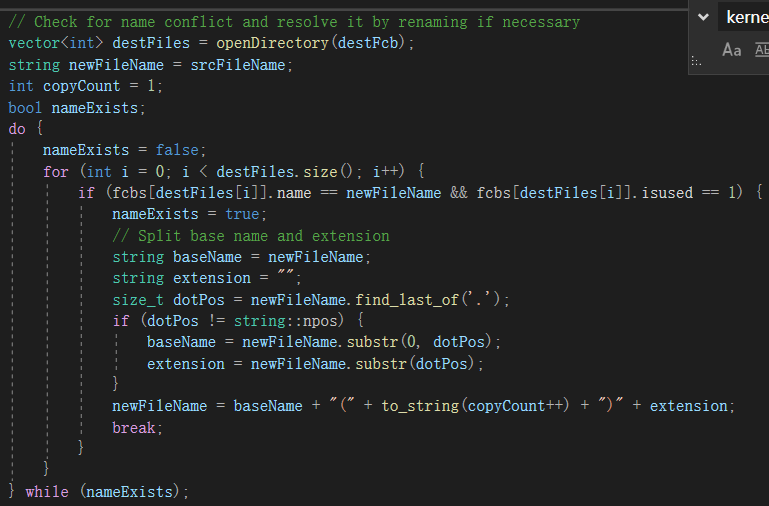 // Check for name conflict and resolve it by renaming if necessary
vector<int> destFiles = openDirectory(destFcb);
string newFileName = srcFileName;
int copyCount = 1;
bool nameExists;
do {
nameExists = false;
for (int i = 0; i < destFiles.size(); i++) {
if (fcbs[destFiles[i]].name == newFileName && fcbs[destFiles[i]].isused == 1) {
nameExists = true;
// Split base name and extension
string baseName = newFileName;
string extension = "";
size_t dotPos = newFileName.find_last_of('.');
if (dotPos != string::npos) {
baseName = newFileName.substr(0, dotPos);
extension = newFileName.substr(dotPos);
}
newFileName = baseName + "(" + to_string(copyCount++) + ")" + extension;
break;
}
}
} while (nameExists);
kerne
Aa